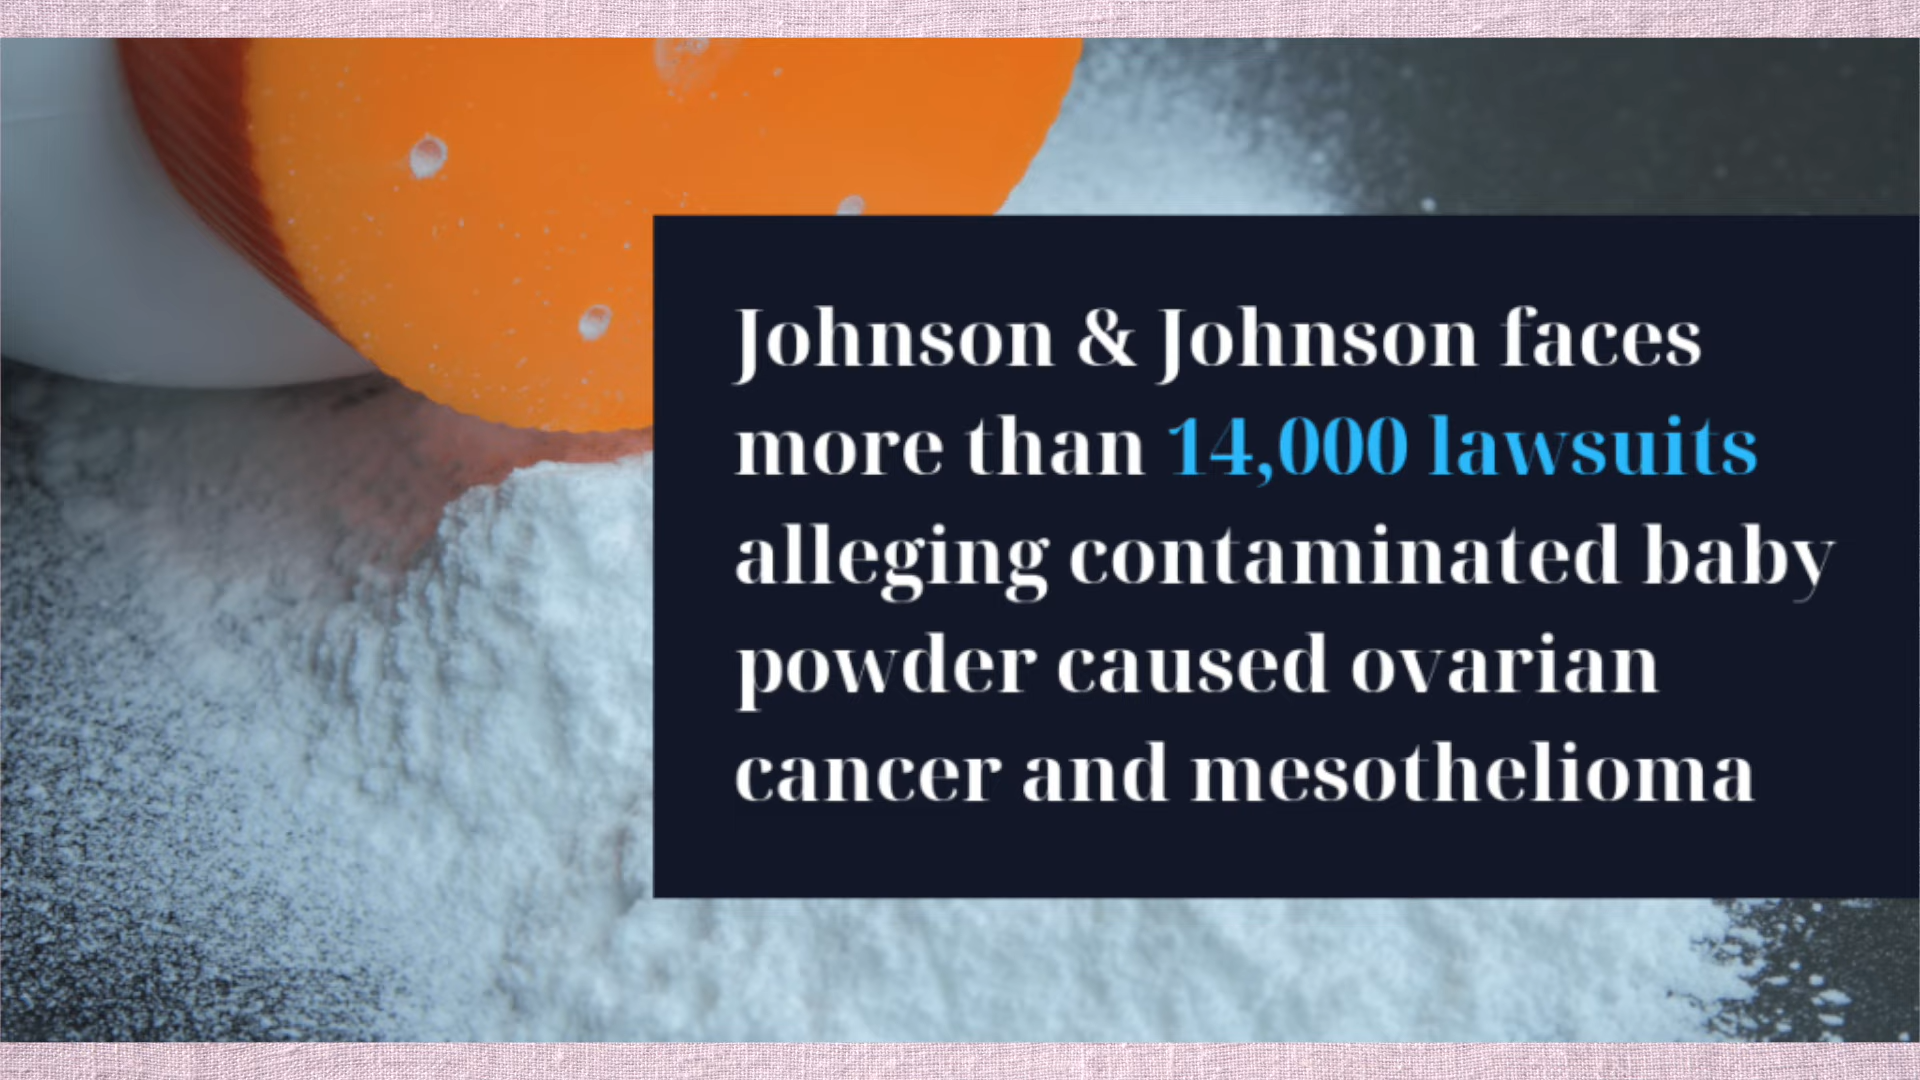 Johnson & Johnson faces
more than 14,000 lawsuits
alleging contaminated baby
powder caused ovarian
cancer and mesothelioma